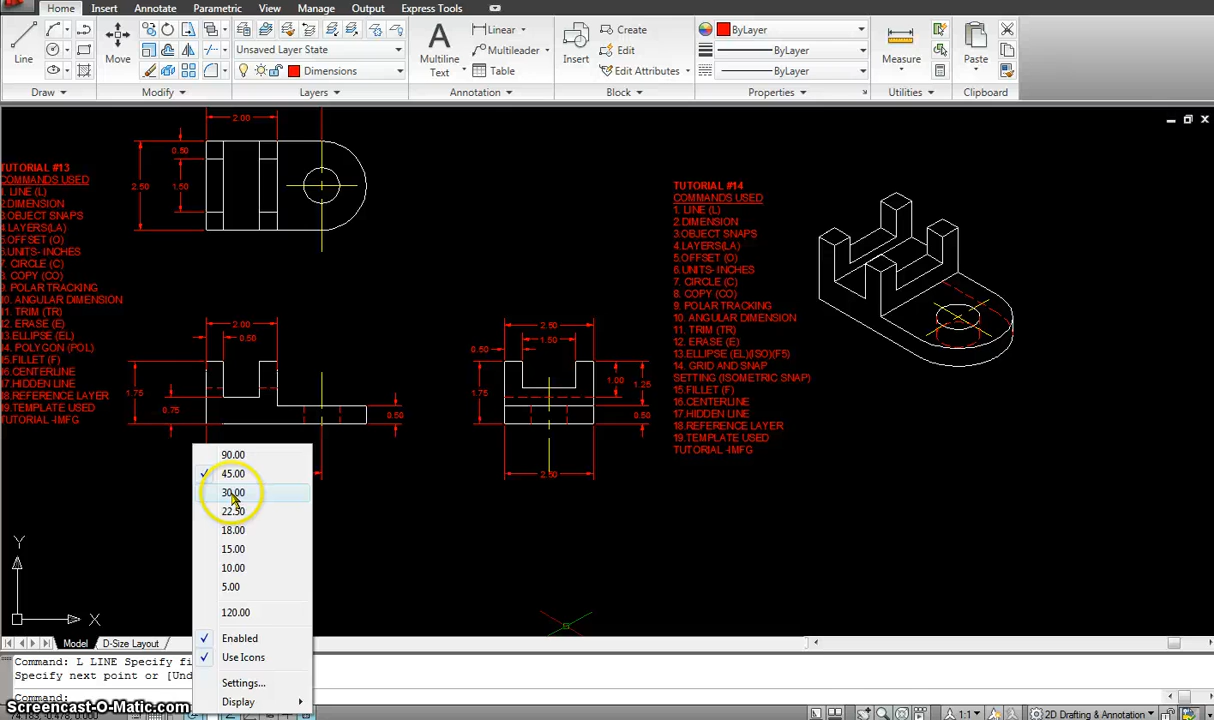 Home Insert Annotate Parametric View Manage Output Express Tools
Line
Move
Unsaved Layer State
Dimensions
Multiline
Text
Linear
Multileader
Table
Insert
Create
Edit
Edit Attributes
ByLayer
ByLayer
ByLayer
Measure
Paste
Draw Modify Layers Annotation Block Properties Utilities Clipboard
2.00
0.50
2.50
1.50
TUTORIAL #13
COMMANDS USED
1. LINE (L)
2.DIMENSION
3.OBJECT SNAPS
4.LAYERS(LA)
5.OFFSET (O)
6.UNITS- INCHES
7. CIRCLE (C)
8. COPY (CO)
9. POLAR TRACKING
10. ANGULAR DIMENSION
11. TRIM (TR)
12. ERASE (E)
13.ELLIPSE (EL)
14. POLYGON (POL)
15.FILLET (F)
16.CENTERLINE
17.HIDDEN LINE
18.REFERENCE LAYER
19.TEMPLATE USED
TUTORIAL -IMFG
2.00
0.50
1.75
0.75
0.50
2.50
1.50
0.50
1.00
1.25
1.75
0.50
2.50
TUTORIAL #14
COMMANDS USED
1. LINE (L)
2.DIMENSION
3.OBJECT SNAPS
4.LAYERS(LA)
5.OFFSET (O)
6.UNITS- INCHES
7. CIRCLE (C)
8. COPY (CO)
9. POLAR TRACKING
10. ANGULAR DIMENSION
11. TRIM (TR)
12. ERASE (E)
13.ELLIPSE (EL)(ISO)(F5)
14. GRID AND SNAP
SETTING (ISOMETRIC SNAP)
15.FILLET (F)
16.CENTERLINE
17.HIDDEN LINE
18.REFERENCE LAYER
19.TEMPLATE USED
TUTORIAL -IMFG
90.00
45.00
30.00
22.50
18.00
15.00
10.00
5.00
120.00
Enabled
Use Icons
Settings...
Display
Y
X
Model D-Size Layout
Command: L LINE Specify fi
Specify next point or [Und
Command:
Screencast-O-Matic.com
1:1
2D Drafting & Annotation